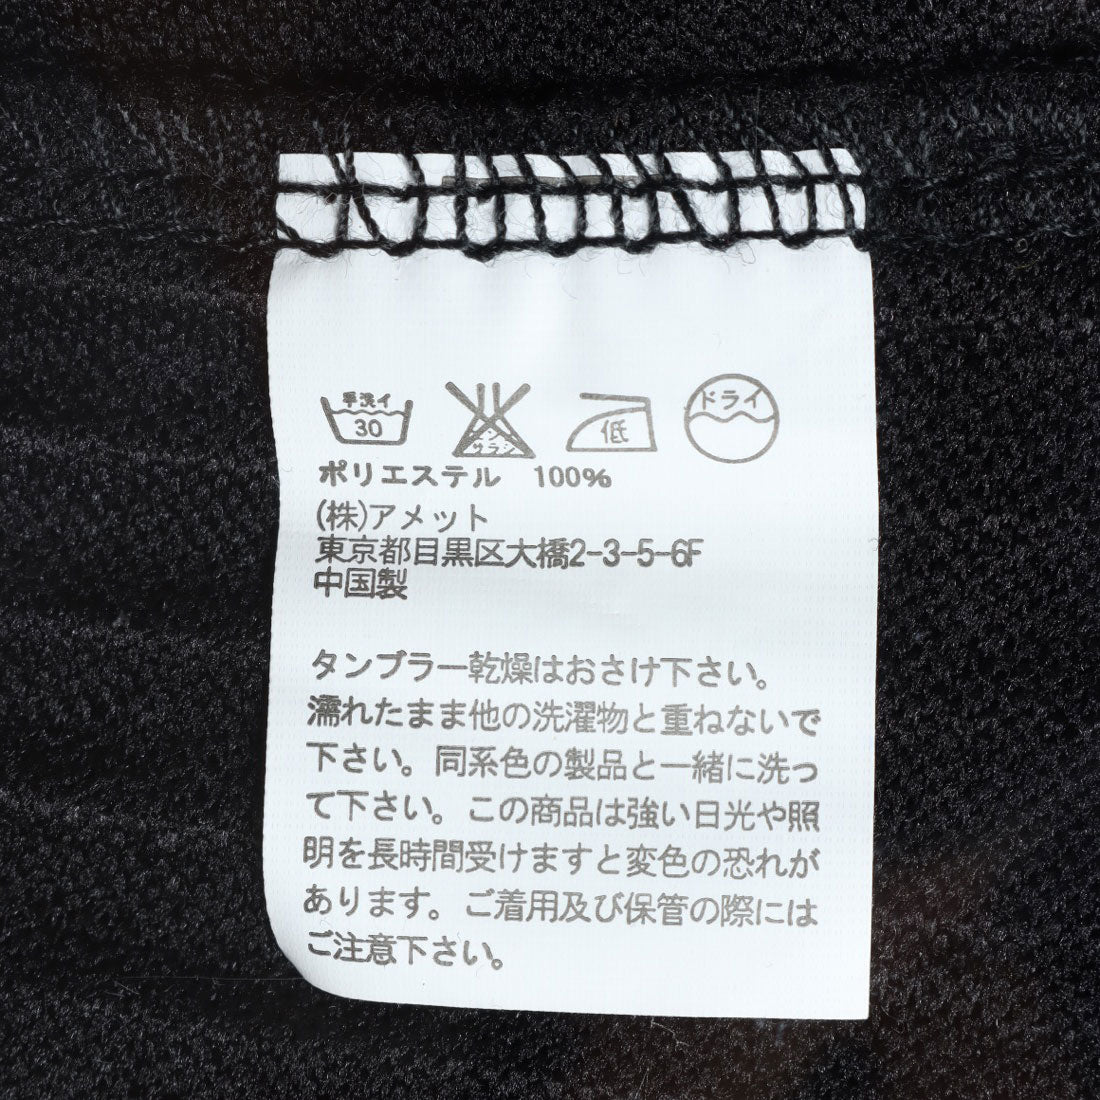 手洗イ 30 エンソ サラシ 低 ドライ
ポリエステル 100%
(株)アメット
東京都目黒区大橋2-3-5-6F
中国製
タンブラー乾燥はおさけ下さい。
濡れたまま他の洗濯物と重ねないで
下さい。同系色の製品と一緒に洗っ
て下さい。この商品は強い日光や照
明を長時間受けますと変色の恐れが
あります。ご着用及び保管の際には
ご注意下さい。